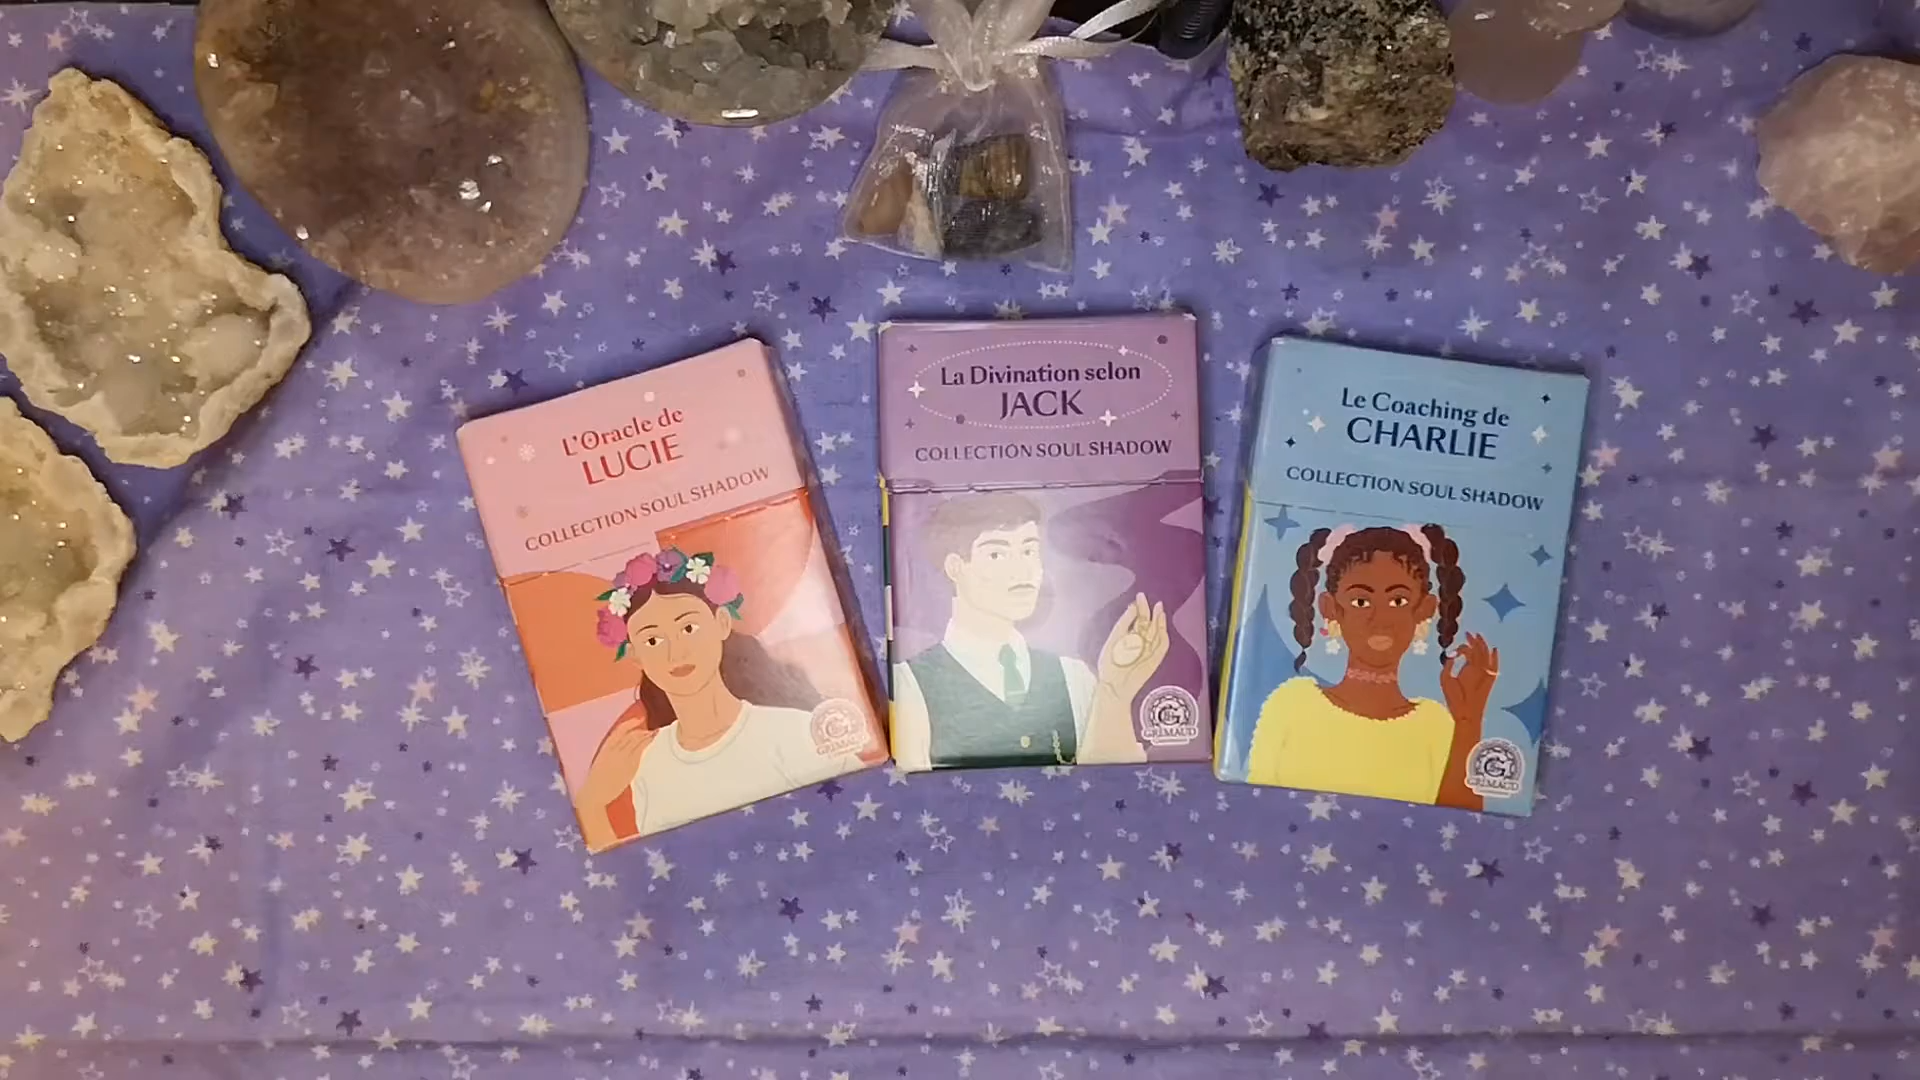 L'Oracle de
LUCIE
COLLECTION SOUL SHADOW
GRIMAUD
La Divination selon
JACK
COLLECTION SOUL SHADOW
GRIMAUD
Le Coaching de
CHARLIE
COLLECTION SOUL SHADOW
GRIMAUD